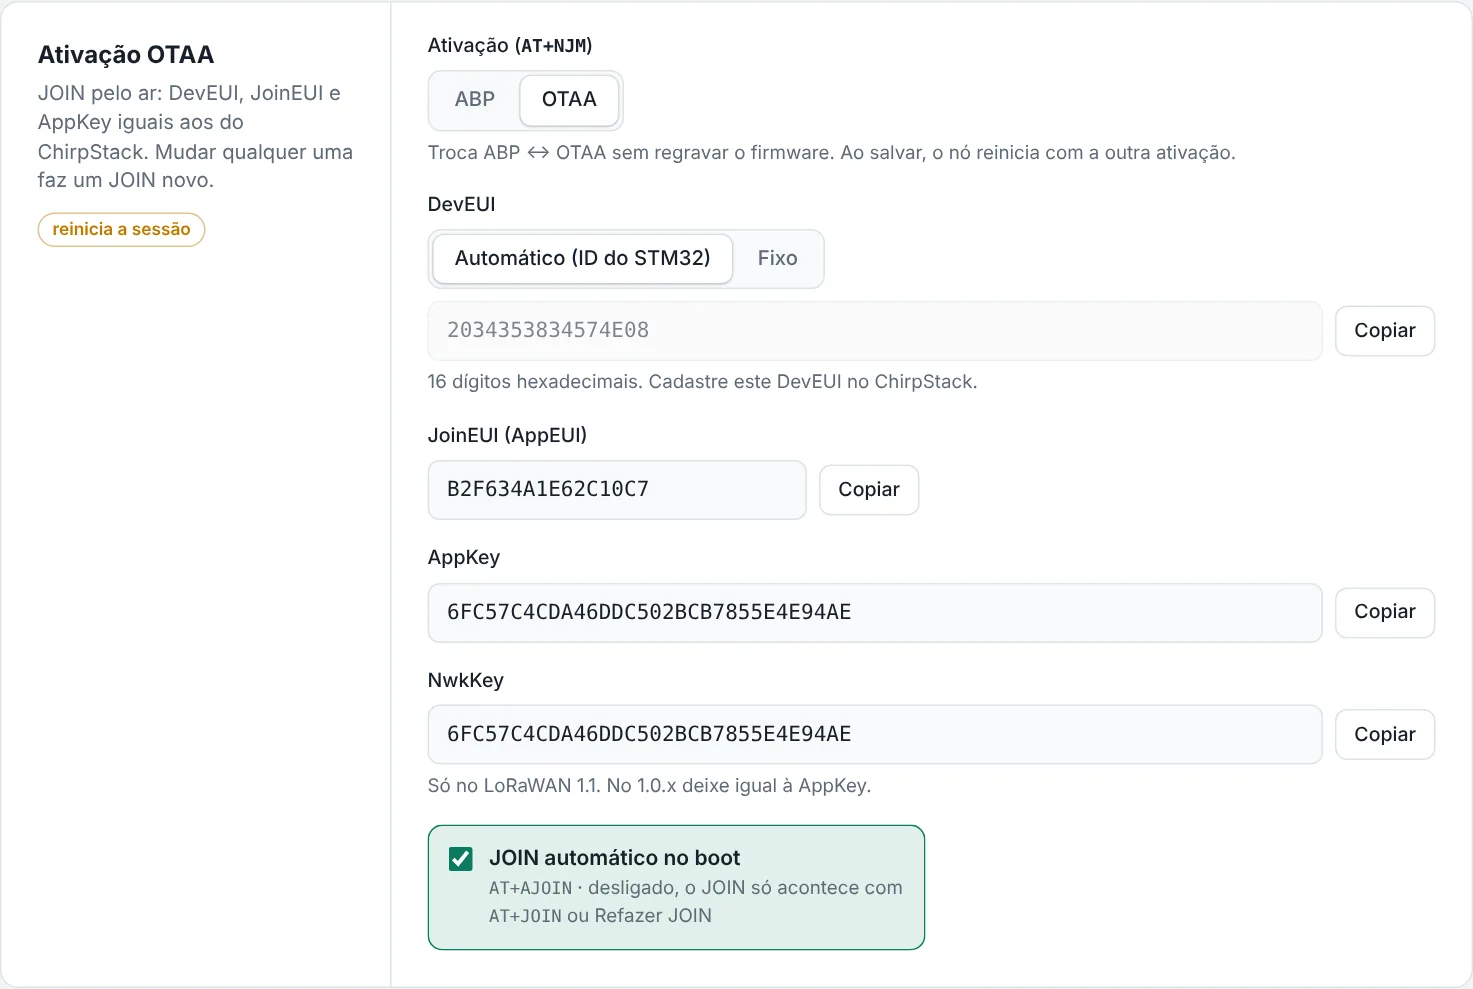 Ativação OTAA
JOIN pelo ar: DevEUI, JoinEUI e
AppKey iguais aos do
ChirpStack. Mudar qualquer uma
faz um JOIN novo.
reinicia a sessão
Ativação (AT+NJM)
ABP OTAA
Troca ABP ↔ OTAA sem regravar o firmware. Ao salvar, o nó reinicia com a outra ativação.
DevEUI
Automático (ID do STM32) Fixo
2034353834574E08 Copiar
16 dígitos hexadecimais. Cadastre este DevEUI no ChirpStack.
JoinEUI (AppEUI)
B2F634A1E62C10C7 Copiar
AppKey
6FC57C4CDA46DDC502BCB7855E4E94AE Copiar
NwkKey
6FC57C4CDA46DDC502BCB7855E4E94AE Copiar
Só no LoRaWAN 1.1. No 1.0.x deixe igual à AppKey.
JOIN automático no boot
AT+AJOIN · desligado, o JOIN só acontece com
AT+JOIN ou Refazer JOIN